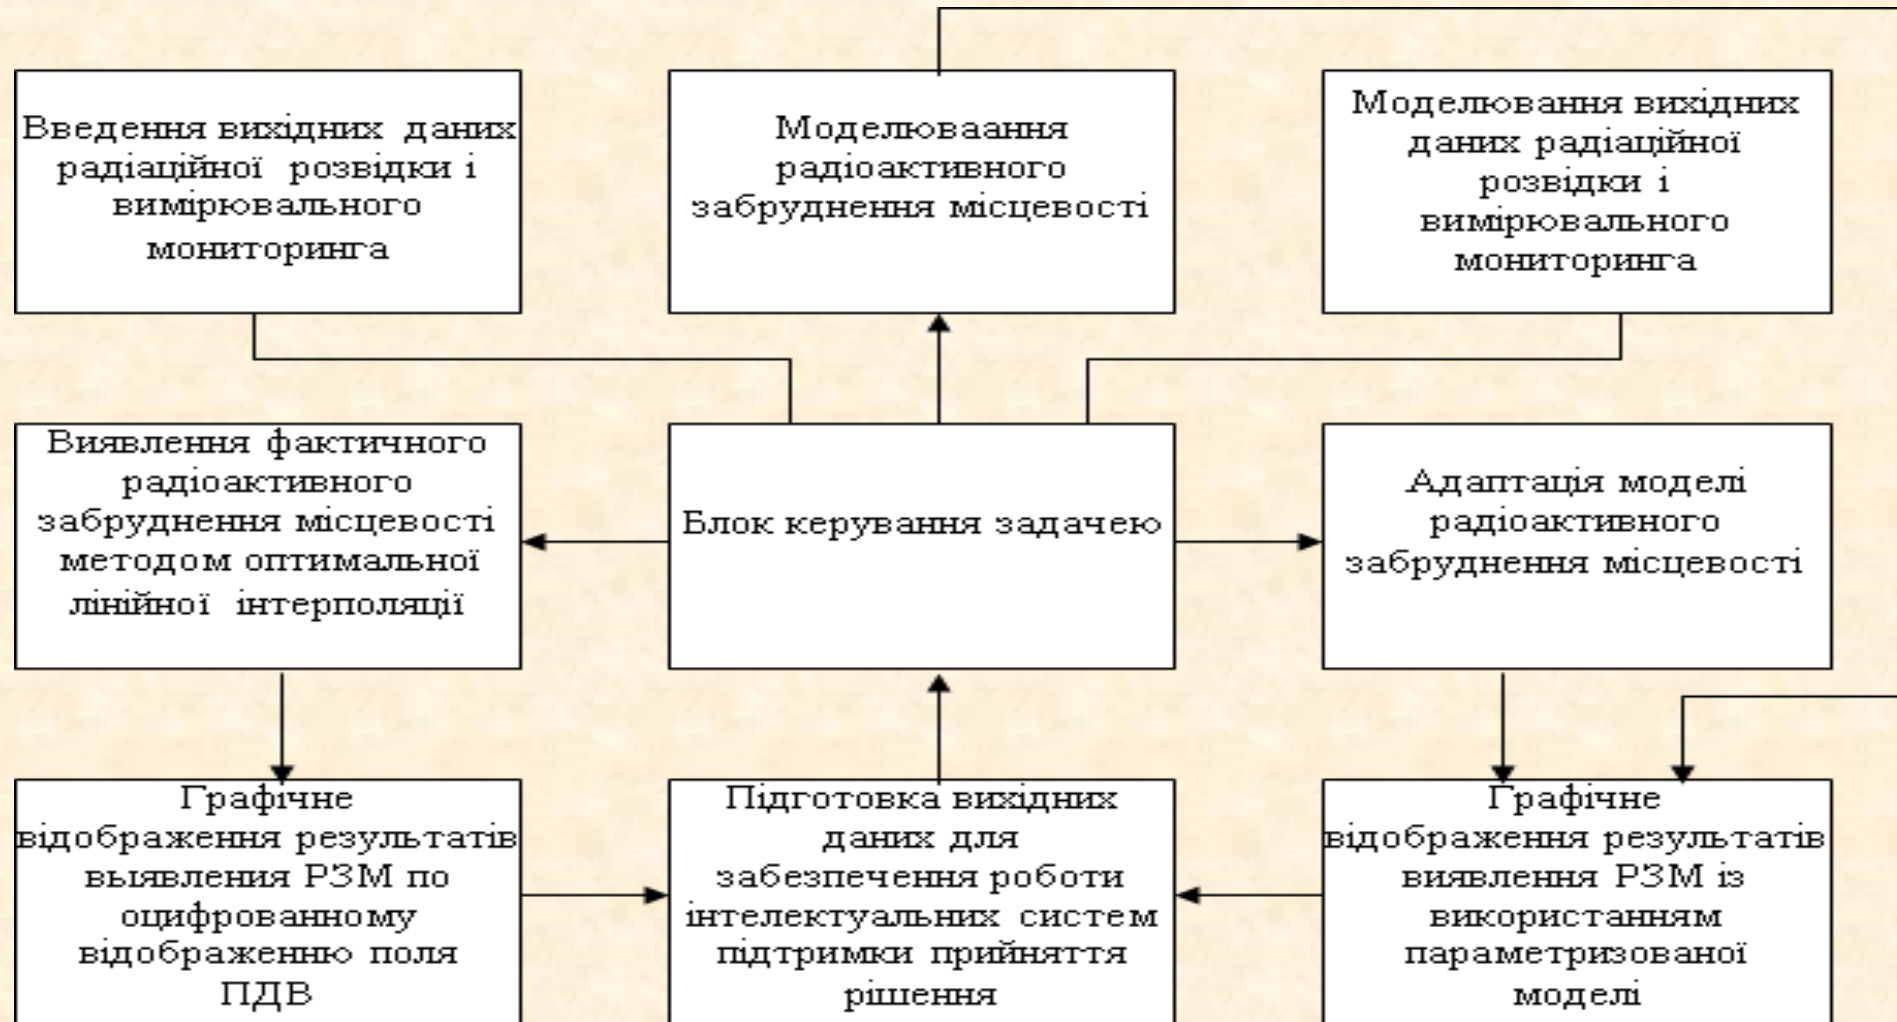 Введення вихідних даних
радіаційної розвідки і
вимірювального
мониторинга
Моделюваання
радіоактивного
забруднення місцевості
Моделювання вихідних
даних радіаційної
розвідки і
вимірювального
мониторинга
Виявлення фактичного
радіоактивного
забруднення місцевості
методом оптимальної
лінійної інтерполяції
Блок керування задачею
Адаптація моделі
радіоактивного
забруднення місцевості
Графічне
відображення результатів
выявления РЗМ по
оцифрованному
відображенню поля
ПДВ
Підготовка вихідних
даних для
забезпечення роботи
інтелектуальних систем
підтримки прийняття
рішення
Графічне
відображення результатів
виявлення РЗМ із
використанням
параметризованої
моделі